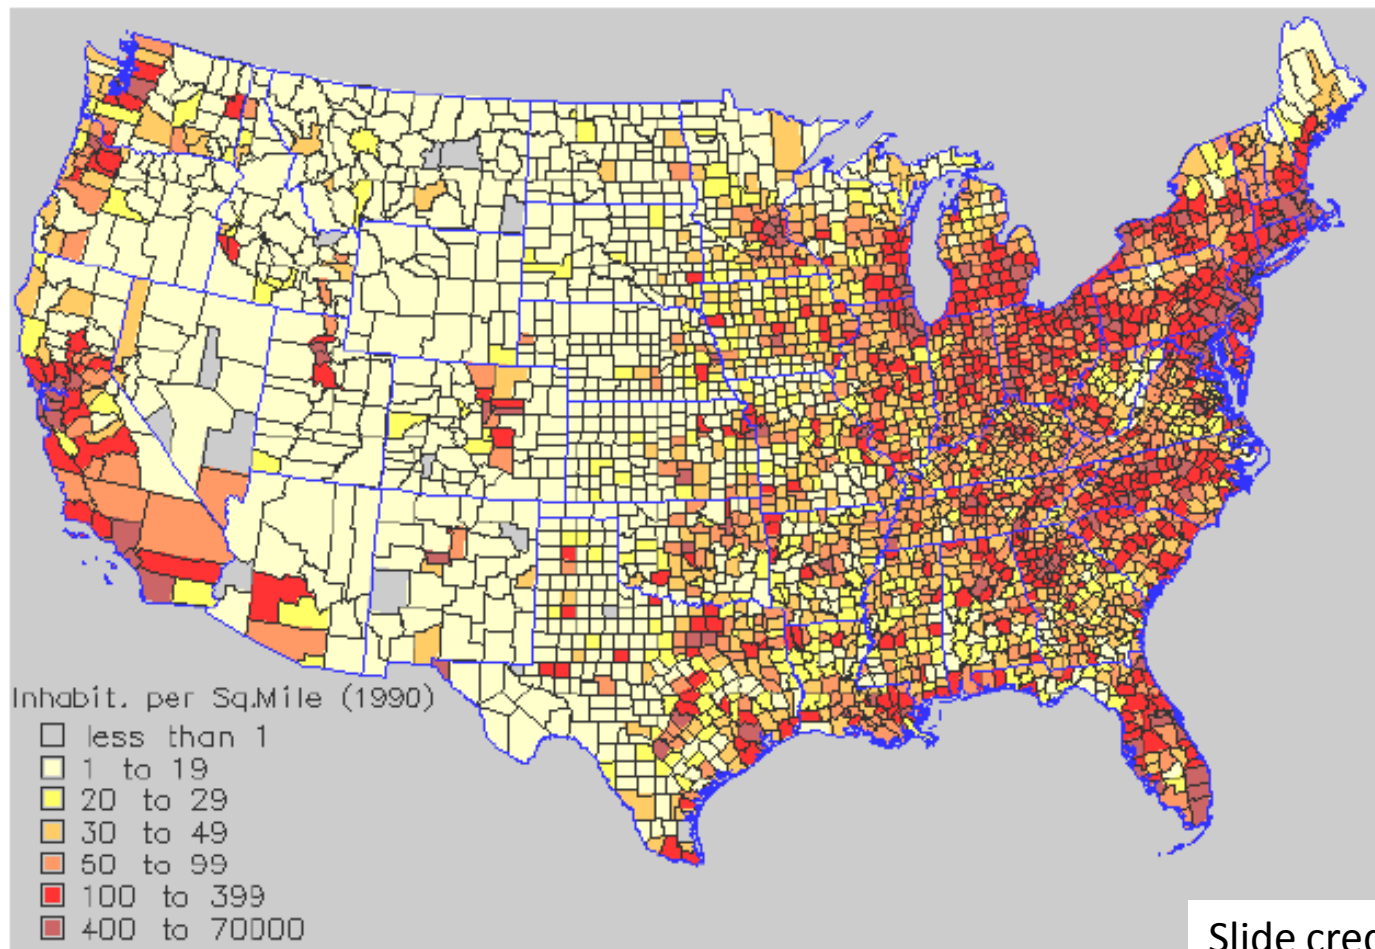 Inhabit. per Sq.Mile (1990)
less than 1
1 to 19
20 to 29
30 to 49
50 to 99
100 to 399
400 to 70000
Slide cred